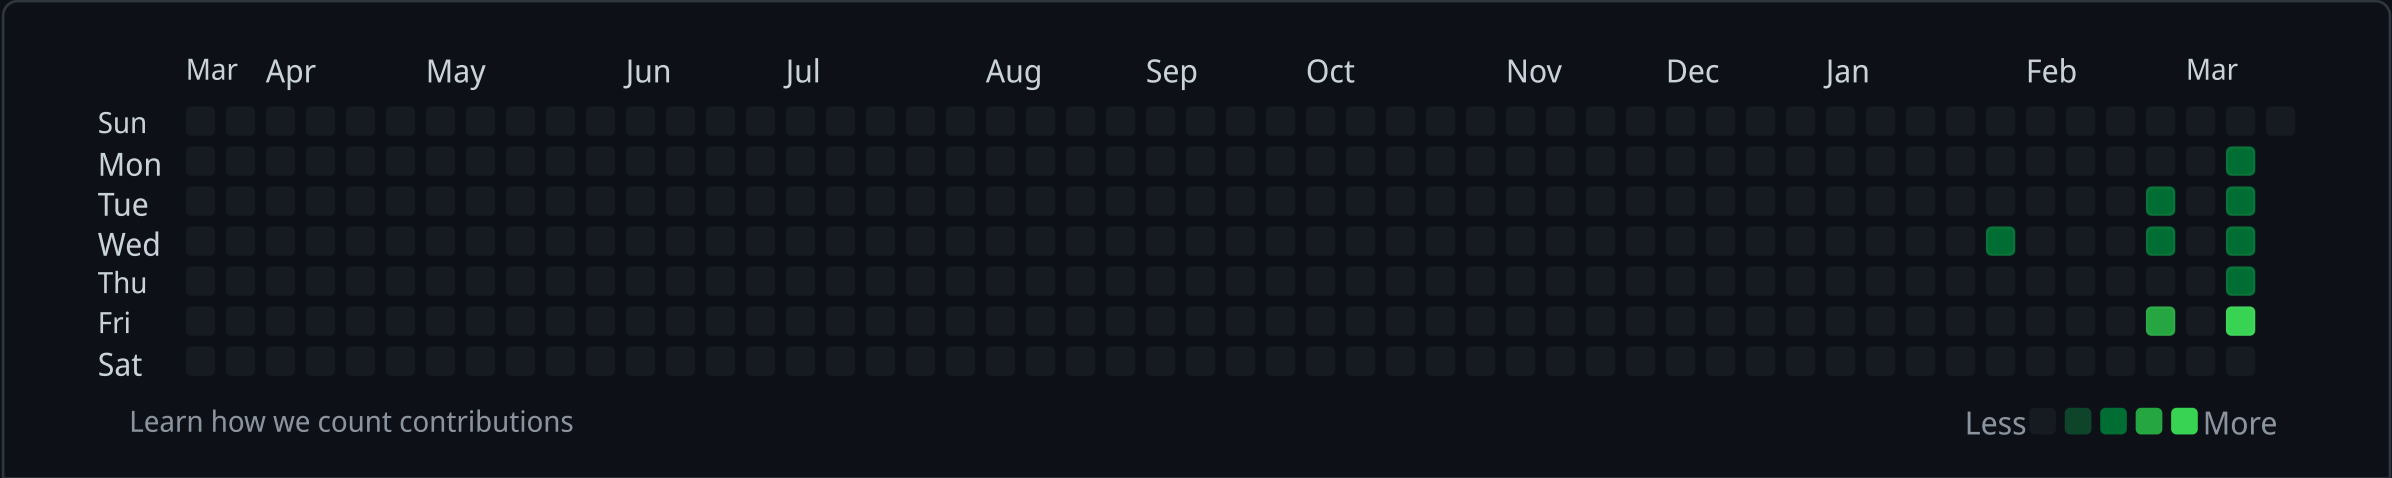 Mar Apr May Jun Jul Aug Sep Oct Nov Dec Jan Feb Mar
Sun
Mon
Tue
Wed
Thu
Fri
Sat
Learn how we count contributions
Less More